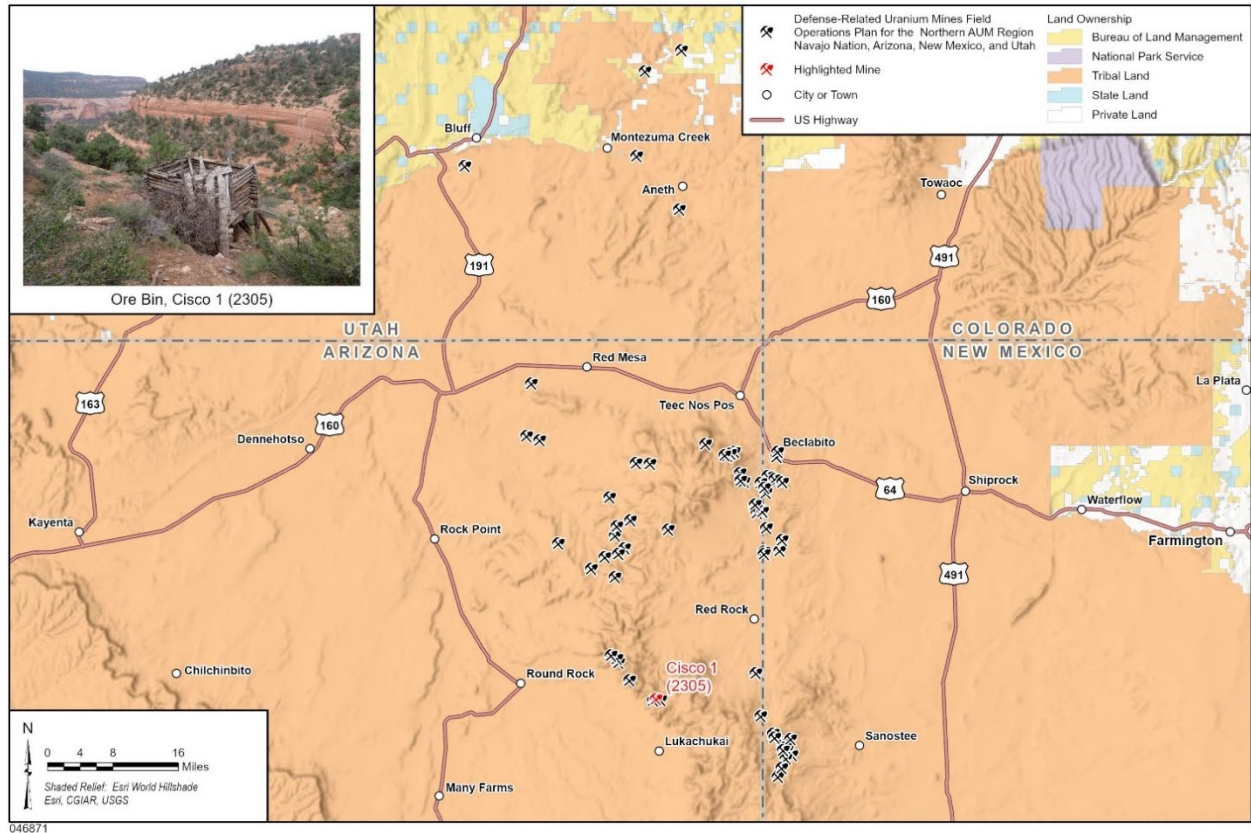 Ore Bin, Cisco 1 (2305)
Defense-Related Uranium Mines Field
Operations Plan for the Northern AUM Region
Navajo Nation, Arizona, New Mexico, and Utah
Highlighted Mine
City or Town
US Highway
Land Ownership
Bureau of Land Management
National Park Service
Tribal Land
State Land
Private Land
Bluff
Montezuma Creek
Aneth
Towaoc
191
491
160
UTAH
COLORADO
ARIZONA
NEW MEXICO
Red Mesa
163
Teec Nos Pos
La Plata
160
Dennehotso
Beclabito
64
Shiprock
Waterflow
Kayenta
Rock Point
Farmington
491
Red Rock
Chilchinbito
Round Rock
Cisco 1
(2305)
Lukachukai
Sanostee
Many Farms
N
0 4 8 16
Miles
Shaded Relief: Esri World Hillshade
Esri, CGIAR, USGS
046871